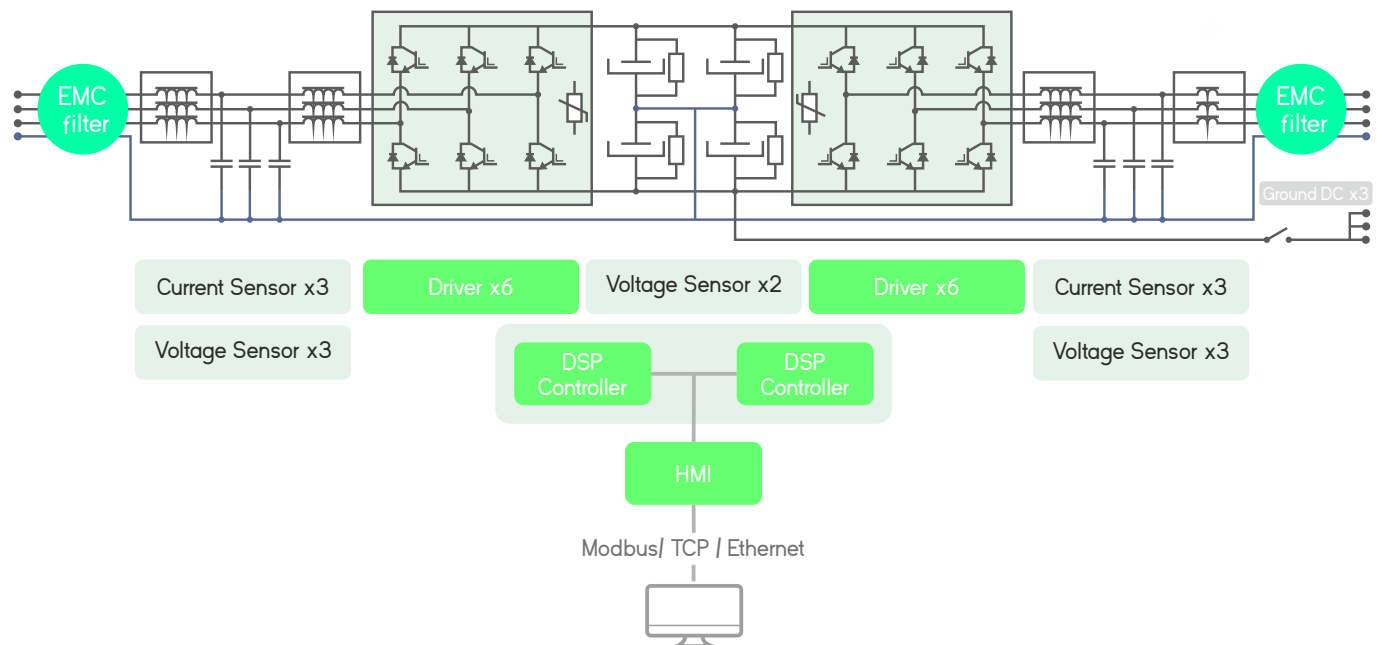 EMC
filter
EMC
filter
Ground DC x3
Current Sensor x3
Driver x6
Voltage Sensor x2
Driver x6
Current Sensor x3
Voltage Sensor x3
Voltage Sensor x3
DSP
Controller
DSP
Controller
HMI
Modbus/ TCP / Ethernet